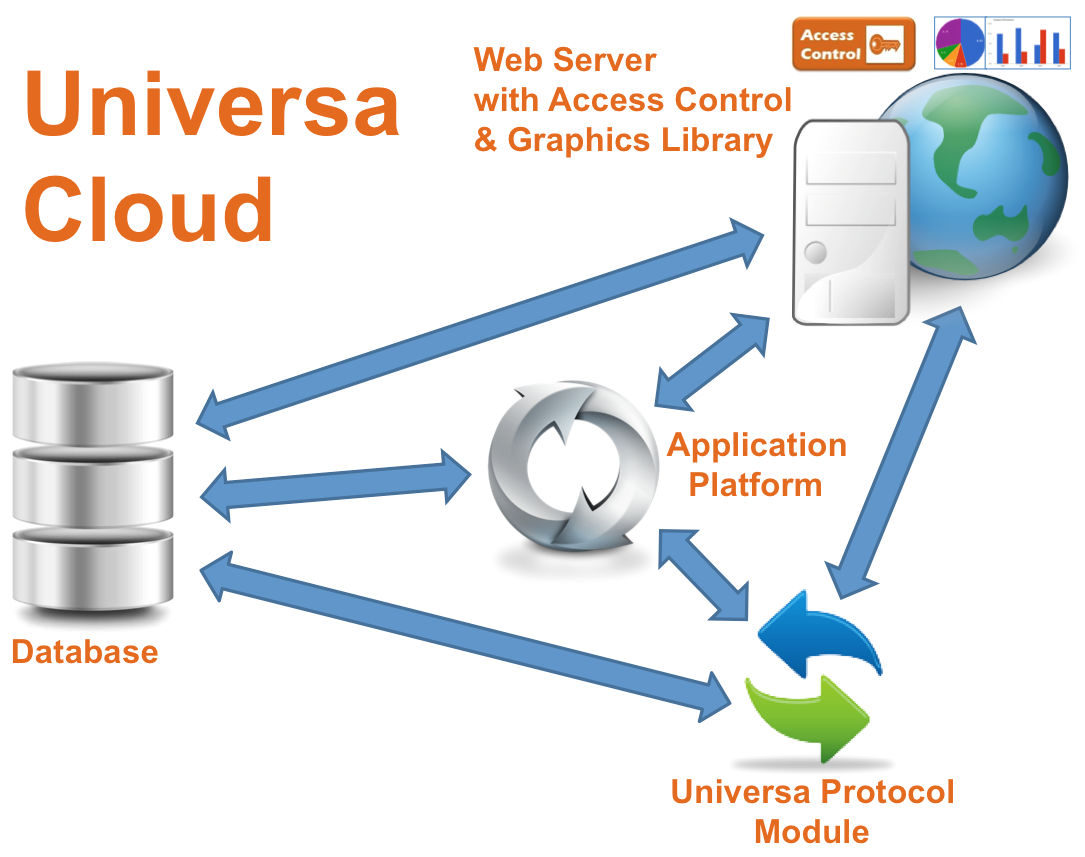 Universa
Cloud
Web Server
with Access Control
& Graphics Library
Access
Control
Application
Platform
Database
Universa Protocol
Module